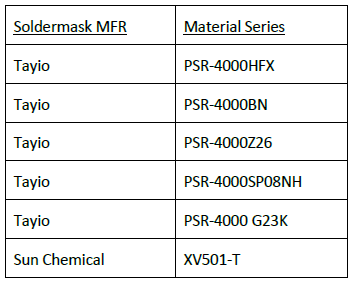 Soldermask MFR Material Series
Tayio PSR-4000HFX
Tayio PSR-4000BN
Tayio PSR-4000Z26
Tayio PSR-4000SP08NH
Tayio PSR-4000 G23K
Sun Chemical XV501-T